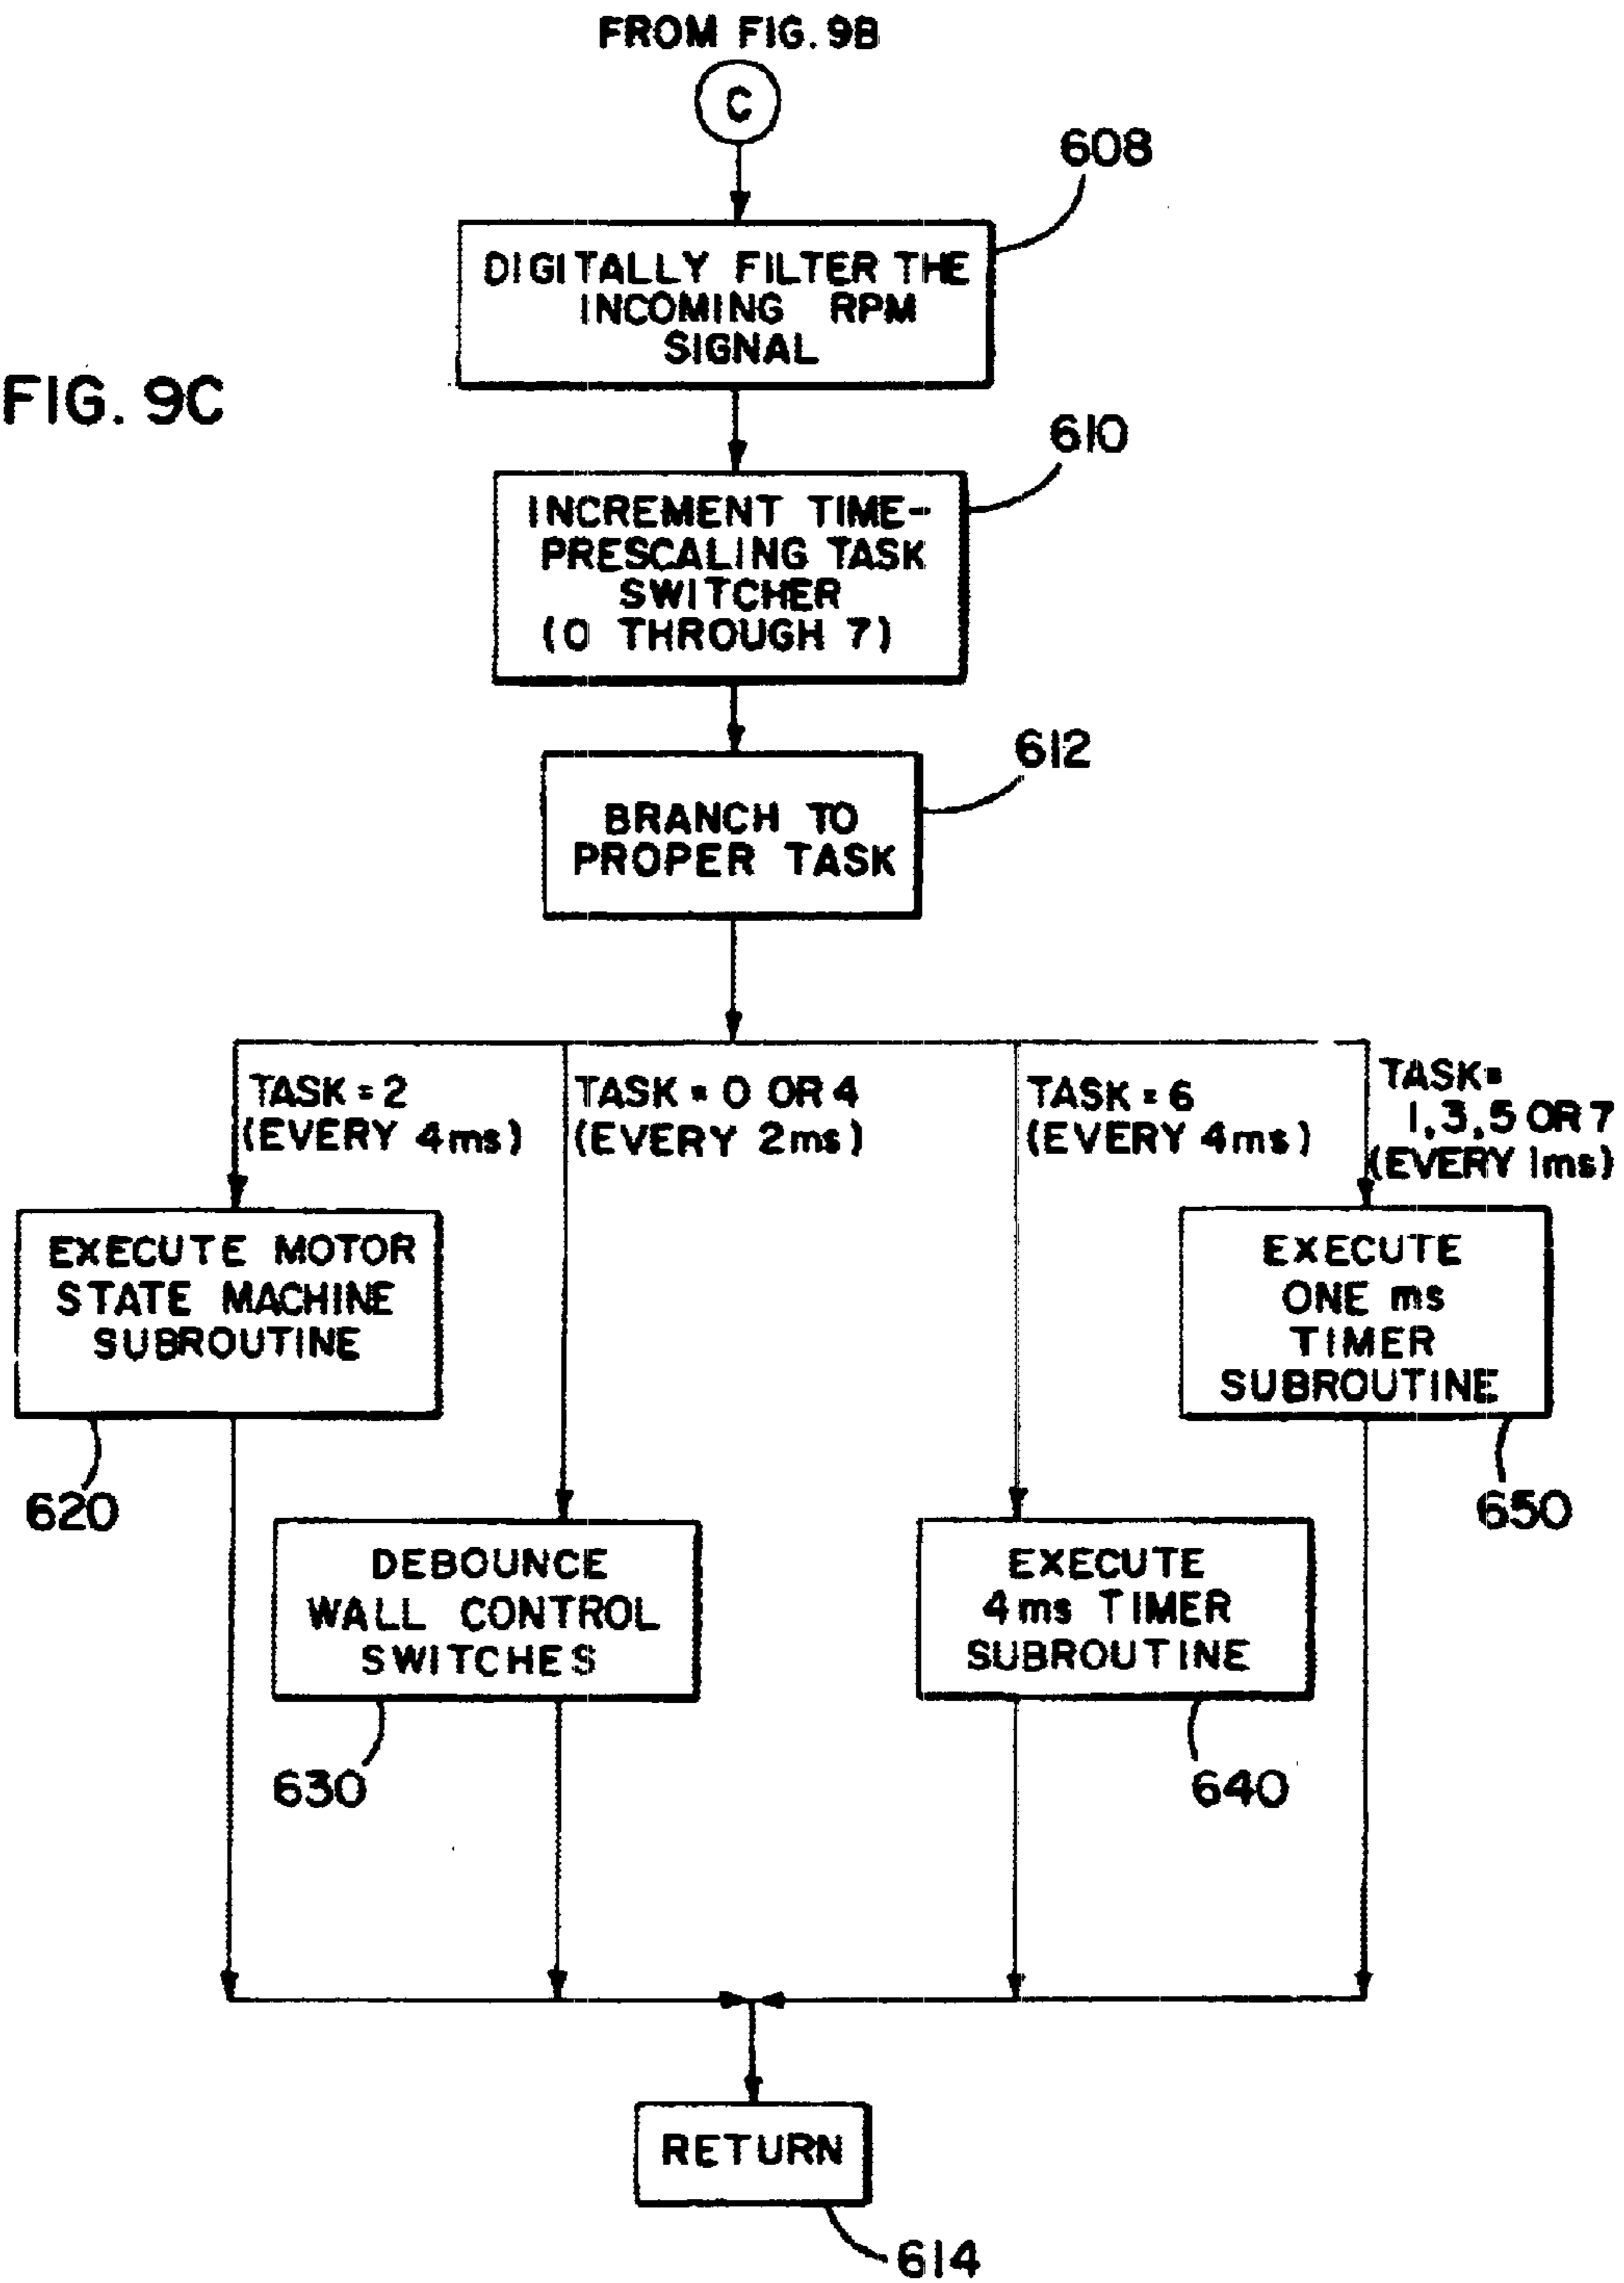 FROM FIG. 9B
C
608
DIGITALLY FILTER THE
INCOMING RPM
SIGNAL
FIG. 9C
610
INCREMENT TIME-
PRESCALING TASK
SWITCHER
(0 THROUGH 7)
612
BRANCH TO
PROPER TASK
TASK = 2
(EVERY 4ms)
TASK = 0 OR 4
(EVERY 2ms)
TASK = 6
(EVERY 4ms)
TASK=
1,3,5 OR 7
(EVERY 1ms)
EXECUTE MOTOR
STATE MACHINE
SUBROUTINE
620
EXECUTE
ONE ms
TIMER
SUBROUTINE
650
DEBOUNCE
WALL CONTROL
SWITCHES
630
EXECUTE
4ms TIMER
SUBROUTINE
640
RETURN
614